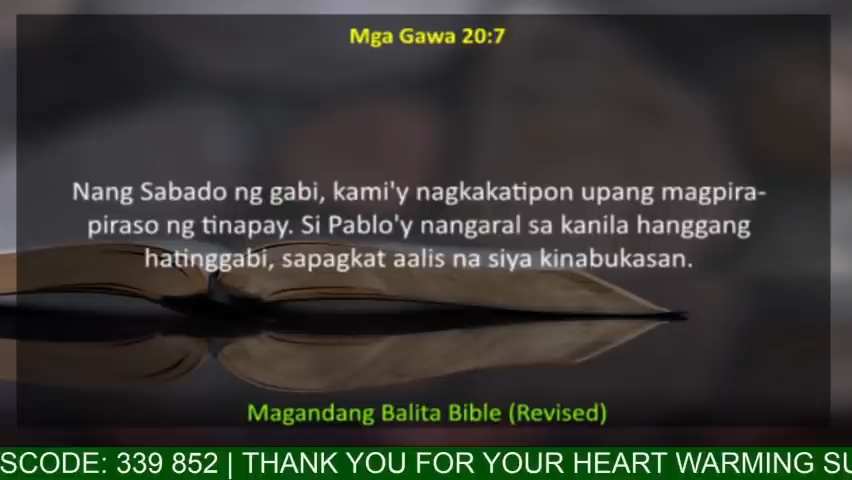 Mga Gawa 20:7
Nang Sabado ng gabi, kami'y nagkakatipon upang magpira-
piraso ng tinapay. Si Pablo'y nangaral sa kanila hanggang
hatinggabi, sapagkat aalis na siya kinabukasan.
Magandang Balita Bible (Revised)
SCODE: 339 852 | THANK YOU FOR YOUR HEART WARMING SU